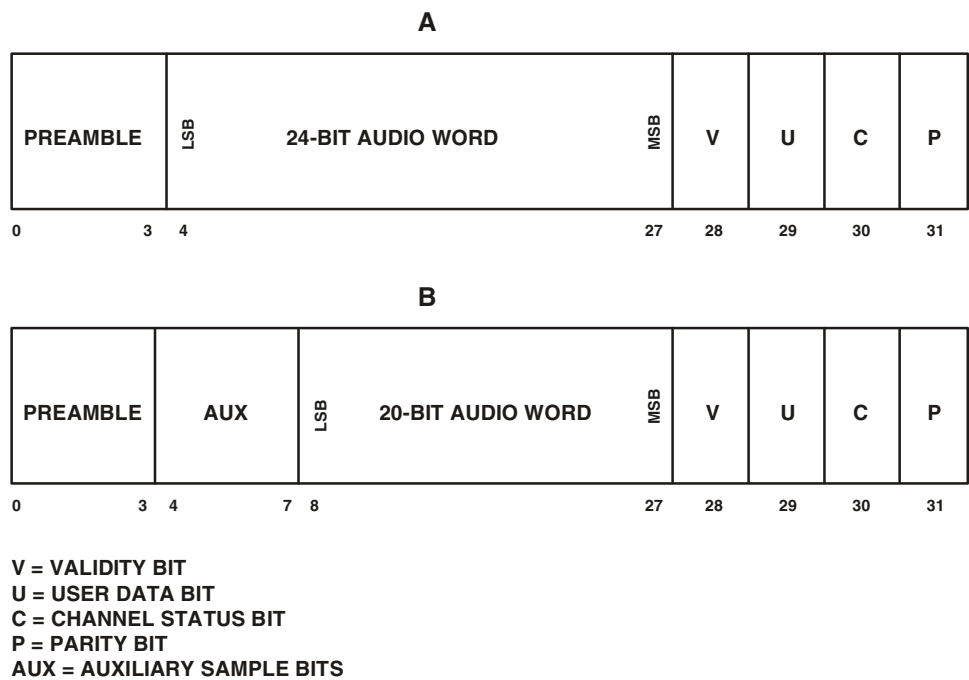 A
PREAMBLE LSB 24-BIT AUDIO WORD MSB V U C P
0 3 4 27 28 29 30 31
B
PREAMBLE AUX LSB 20-BIT AUDIO WORD MSB V U C P
0 3 4 7 8 27 28 29 30 31
V = VALIDITY BIT
U = USER DATA BIT
C = CHANNEL STATUS BIT
P = PARITY BIT
AUX = AUXILIARY SAMPLE BITS